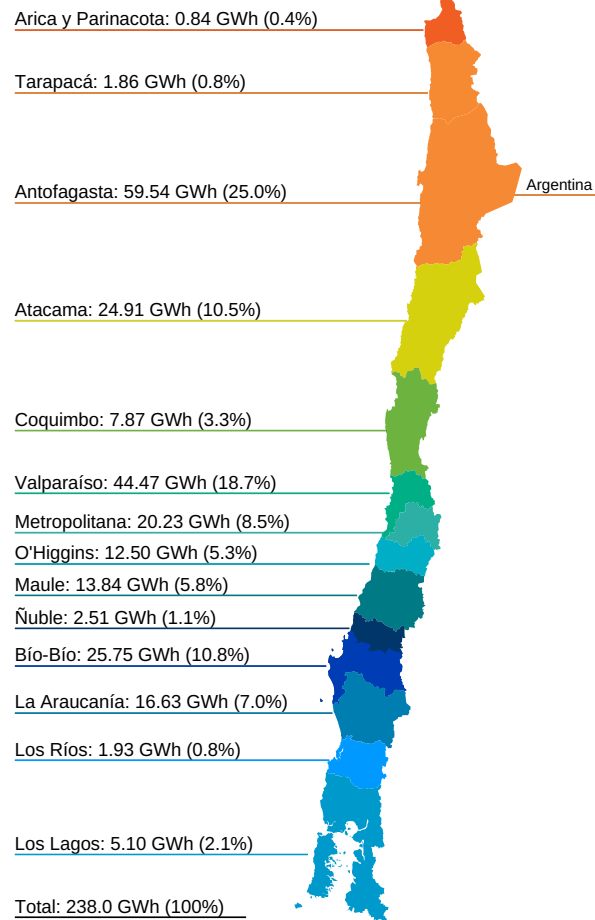 Arica y Parinacota: 0.84 GWh (0.4%)
Tarapacá: 1.86 GWh (0.8%)
Antofagasta: 59.54 GWh (25.0%)
Argentina
Atacama: 24.91 GWh (10.5%)
Coquimbo: 7.87 GWh (3.3%)
Valparaíso: 44.47 GWh (18.7%)
Metropolitana: 20.23 GWh (8.5%)
O'Higgins: 12.50 GWh (5.3%)
Maule: 13.84 GWh (5.8%)
Ñuble: 2.51 GWh (1.1%)
Bío-Bío: 25.75 GWh (10.8%)
La Araucanía: 16.63 GWh (7.0%)
Los Ríos: 1.93 GWh (0.8%)
Los Lagos: 5.10 GWh (2.1%)
Total: 238.0 GWh (100%)